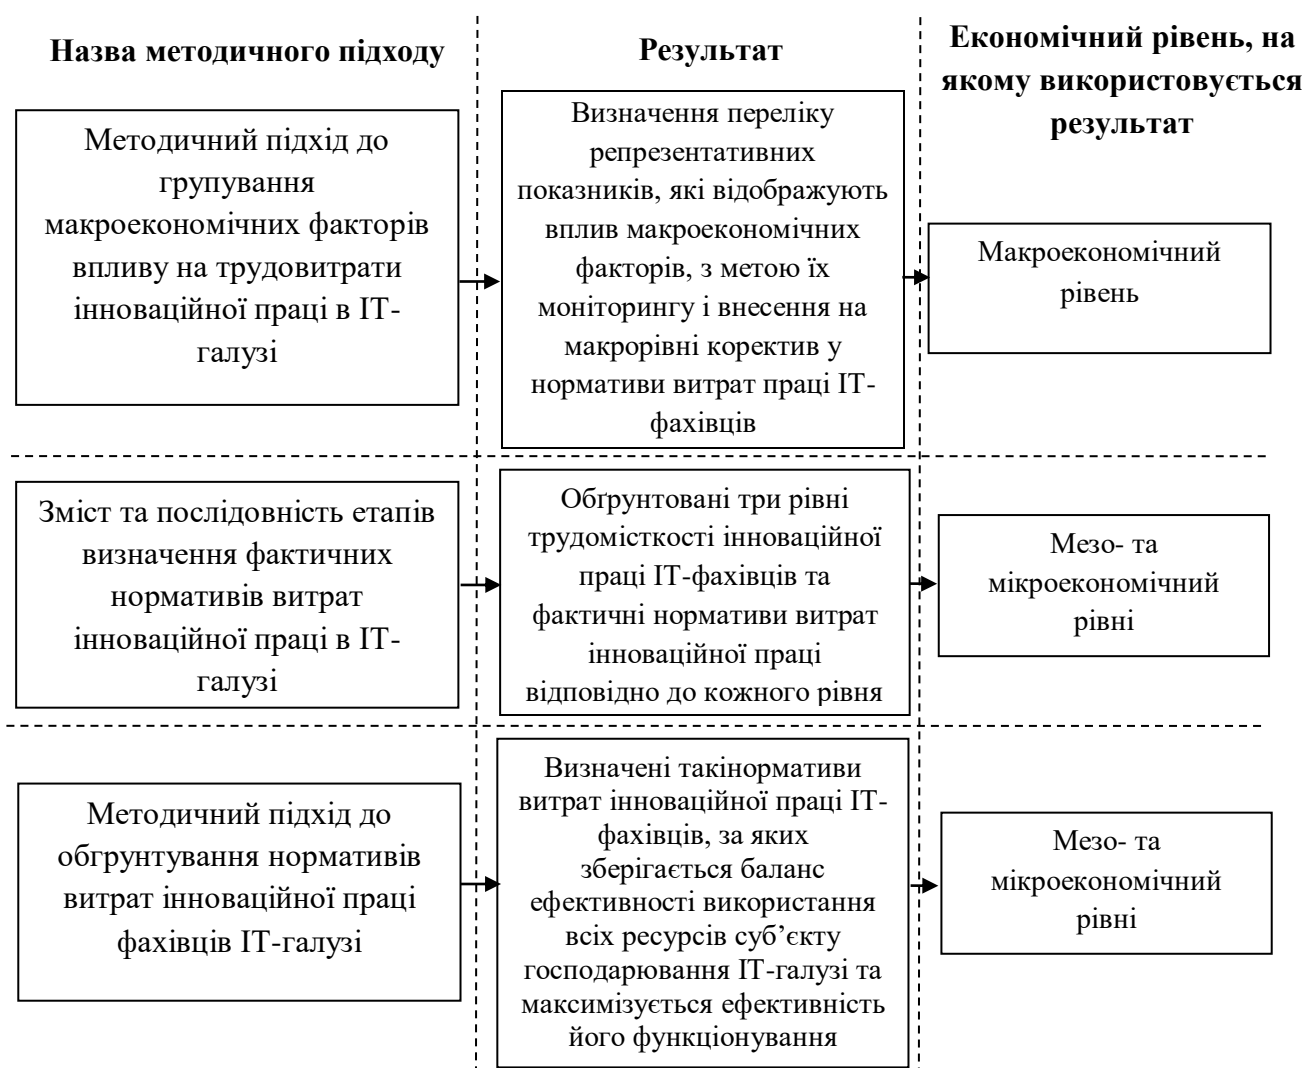 Назва методичного підходу
Результат
Економічний рівень, на
якому використовується
результат
Методичний підхід до
групування
макроекономічних факторів
впливу на трудовитрати
інноваційної праці в ІТ-
галузі
Визначення переліку
репрезентативних
показників, які відображують
вплив макроекономічних
факторів, з метою їх
моніторингу і внесення на
макрорівні коректив у
нормативи витрат праці ІТ-
фахівців
Макроекономічний
рівень
Зміст та послідовність етапів
визначення фактичних
нормативів витрат
інноваційної праці в ІТ-
галузі
Обґрунтовані три рівні
трудомісткості інноваційної
праці ІТ-фахівців та
фактичні нормативи витрат
інноваційної праці
відповідно до кожного рівня
Мезо- та
мікроекономічний
рівні
Методичний підхід до
обгрунтування нормативів
витрат інноваційної праці
фахівців ІТ-галузі
Визначені такінормативи
витрат інноваційної праці ІТ-
фахівців, за яких
зберігається баланс
ефективності використання
всіх ресурсів суб’єкту
господарювання ІТ-галузі та
максимізується ефективність
його функціонування
Мезо- та
мікроекономічний
рівні